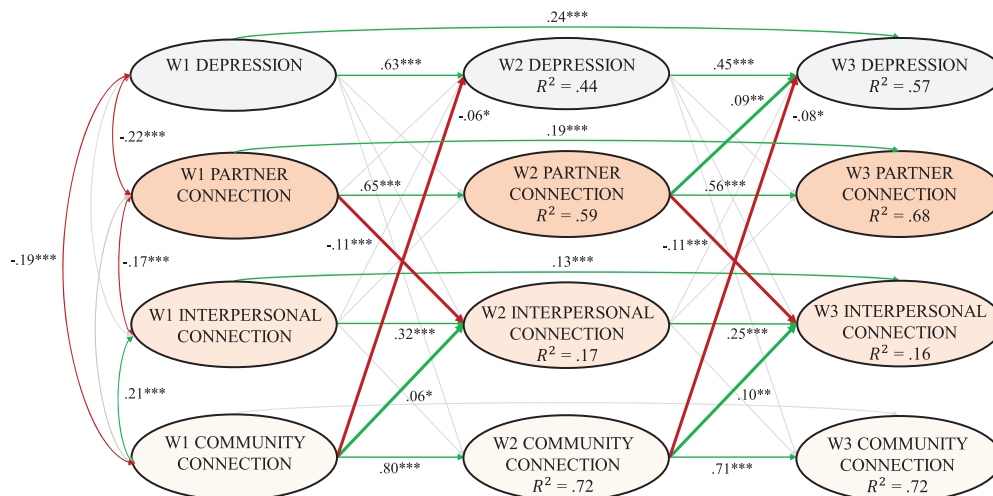 .24***
W1 DEPRESSION
.63***
W2 DEPRESSION
R² = .44
.45***
W3 DEPRESSION
R² = .57
-.06*
.09**
-.08*
-.22***
.19***
W1 PARTNER
CONNECTION
.65***
W2 PARTNER
CONNECTION
R² = .59
.56***
W3 PARTNER
CONNECTION
R² = .68
-.19***
-.17***
-.11***
-.11***
.13***
W1 INTERPERSONAL
CONNECTION
.32***
W2 INTERPERSONAL
CONNECTION
R² = .17
.25***
W3 INTERPERSONAL
CONNECTION
R² = .16
.21***
.06*
.10**
W1 COMMUNITY
CONNECTION
.80***
W2 COMMUNITY
CONNECTION
R² = .72
.71***
W3 COMMUNITY
CONNECTION
R² = .72